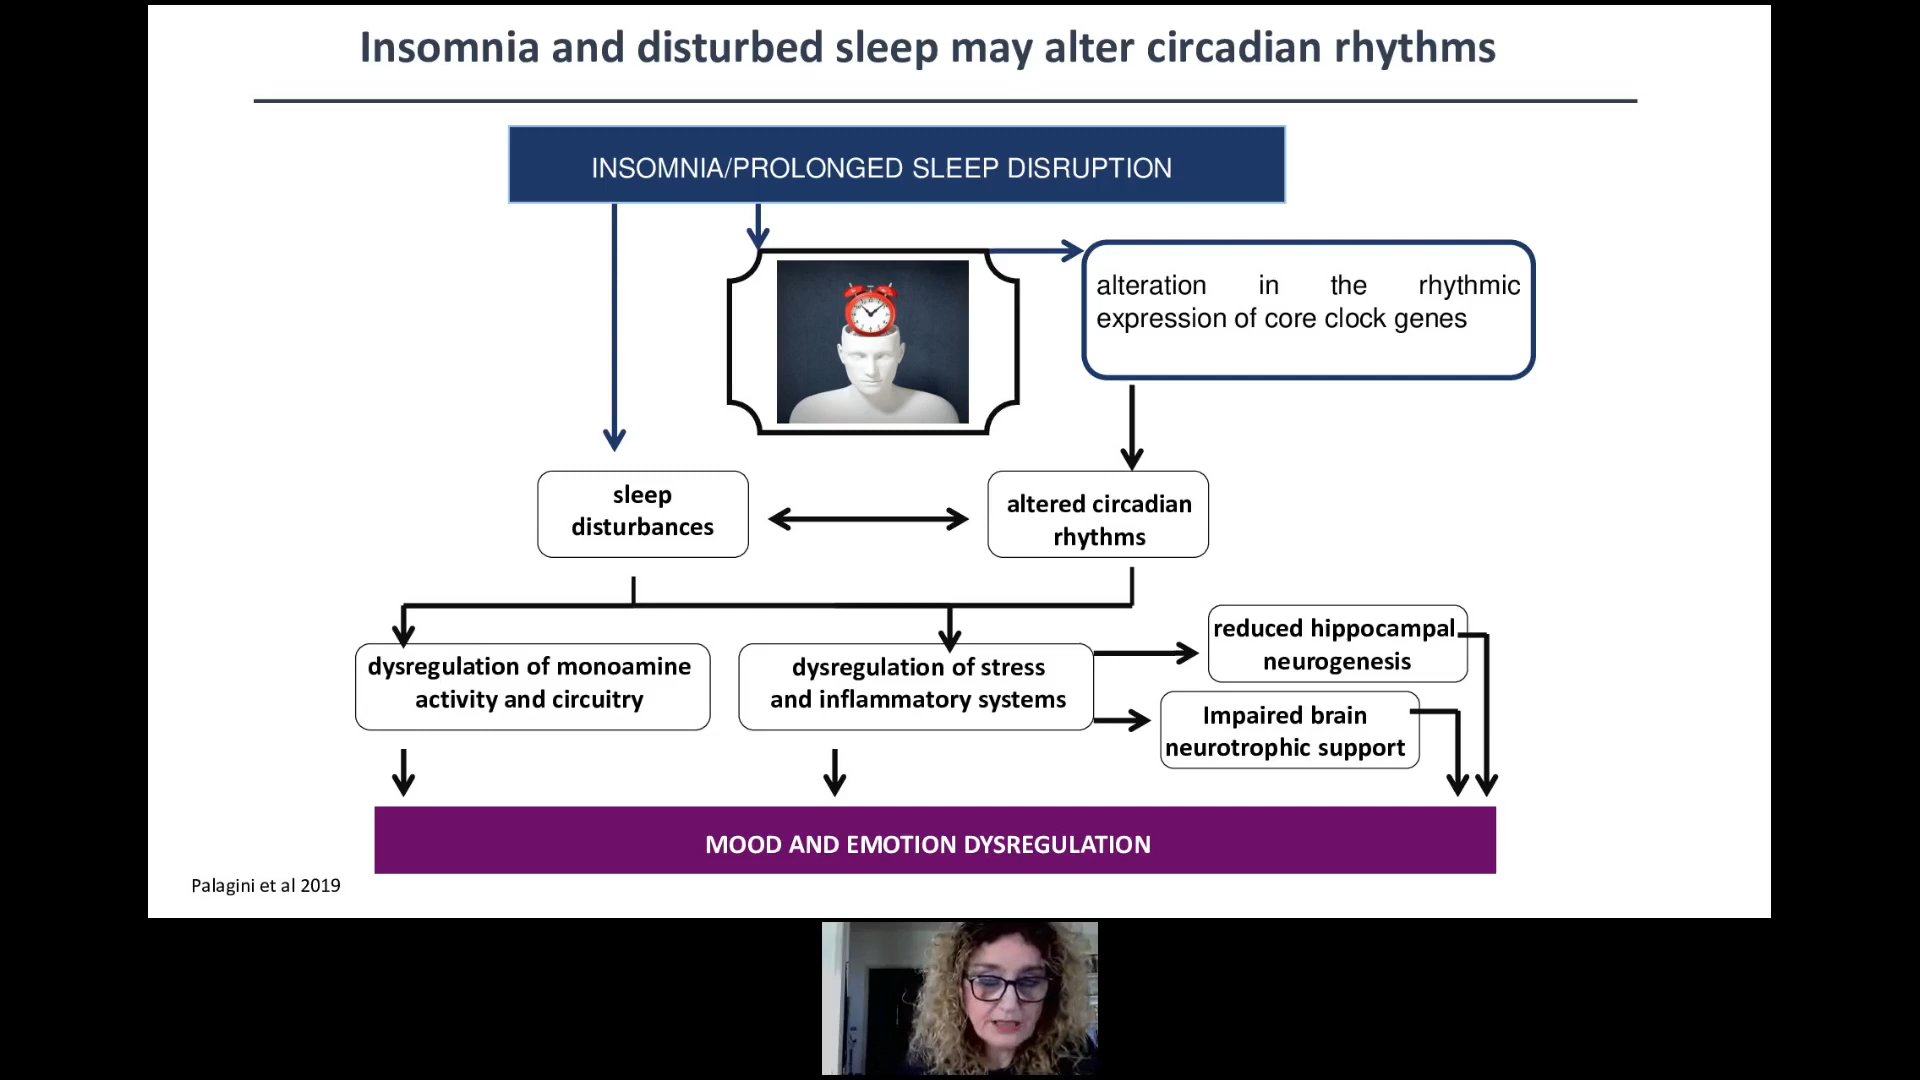 Insomnia and disturbed sleep may alter circadian rhythms
INSOMNIA/PROLONGED SLEEP DISRUPTION
alteration in the rhythmic
expression of core clock genes
sleep
disturbances
altered circadian
rhythms
dysregulation of monoamine
activity and circuitry
dysregulation of stress
and inflammatory systems
reduced hippocampal
neurogenesis
Impaired brain
neurotrophic support
MOOD AND EMOTION DYSREGULATION
Palagini et al 2019